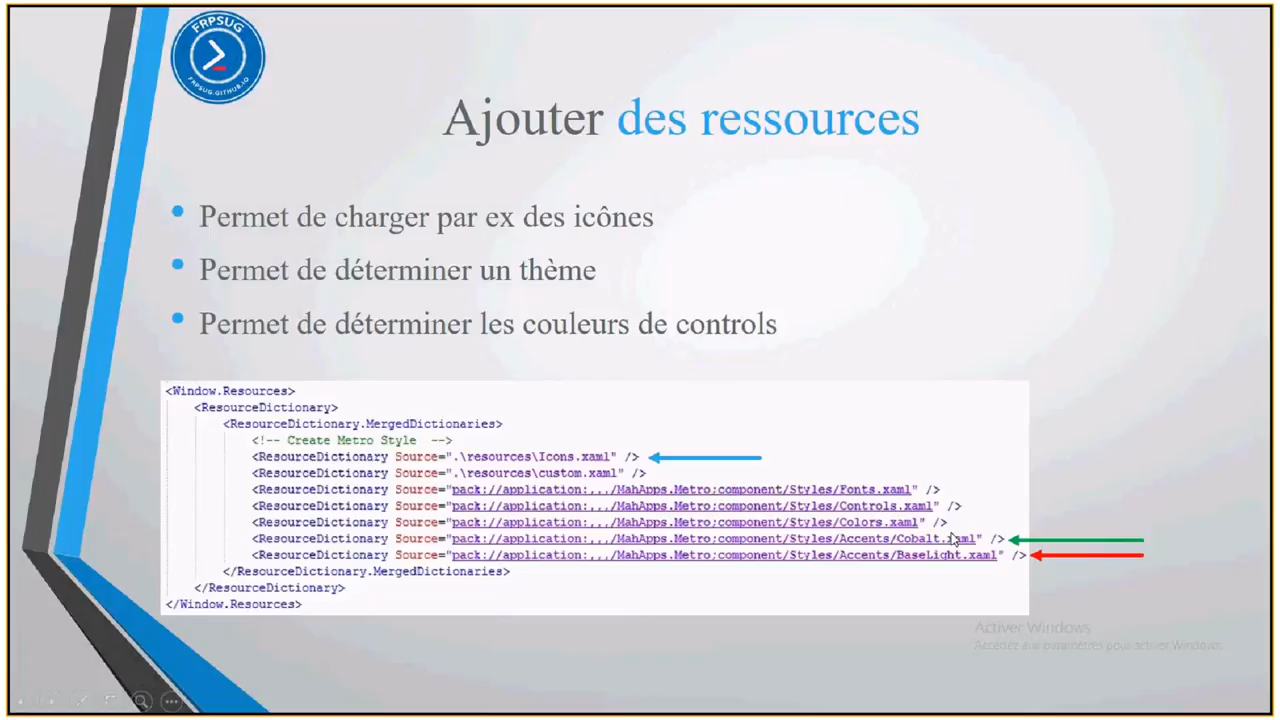 FRPSUG
FRPSUG.GITHUB.IO
Ajouter des ressources
• Permet de charger par ex des icônes
• Permet de déterminer un thème
• Permet de déterminer les couleurs de controls
<Window.Resources>
<ResourceDictionary>
<ResourceDictionary.MergedDictionaries>
<!-- Create Metro Style -->
<ResourceDictionary Source=".\resources\Icons.xaml" />
<ResourceDictionary Source=".\resources\custom.xaml" />
<ResourceDictionary Source="pack://application:,,,/MahApps.Metro;component/Styles/Fonts.xaml" />
<ResourceDictionary Source="pack://application:,,,/MahApps.Metro;component/Styles/Controls.xaml" />
<ResourceDictionary Source="pack://application:,,,/MahApps.Metro;component/Styles/Colors.xaml" />
<ResourceDictionary Source="pack://application:,,,/MahApps.Metro;component/Styles/Accents/Cobalt.xaml" />
<ResourceDictionary Source="pack://application:,,,/MahApps.Metro;component/Styles/Accents/BaseLight.xaml" />
</ResourceDictionary.MergedDictionaries>
</ResourceDictionary>
</Window.Resources>
Activer Windows
Accédez aux paramètres pour activer Windows.